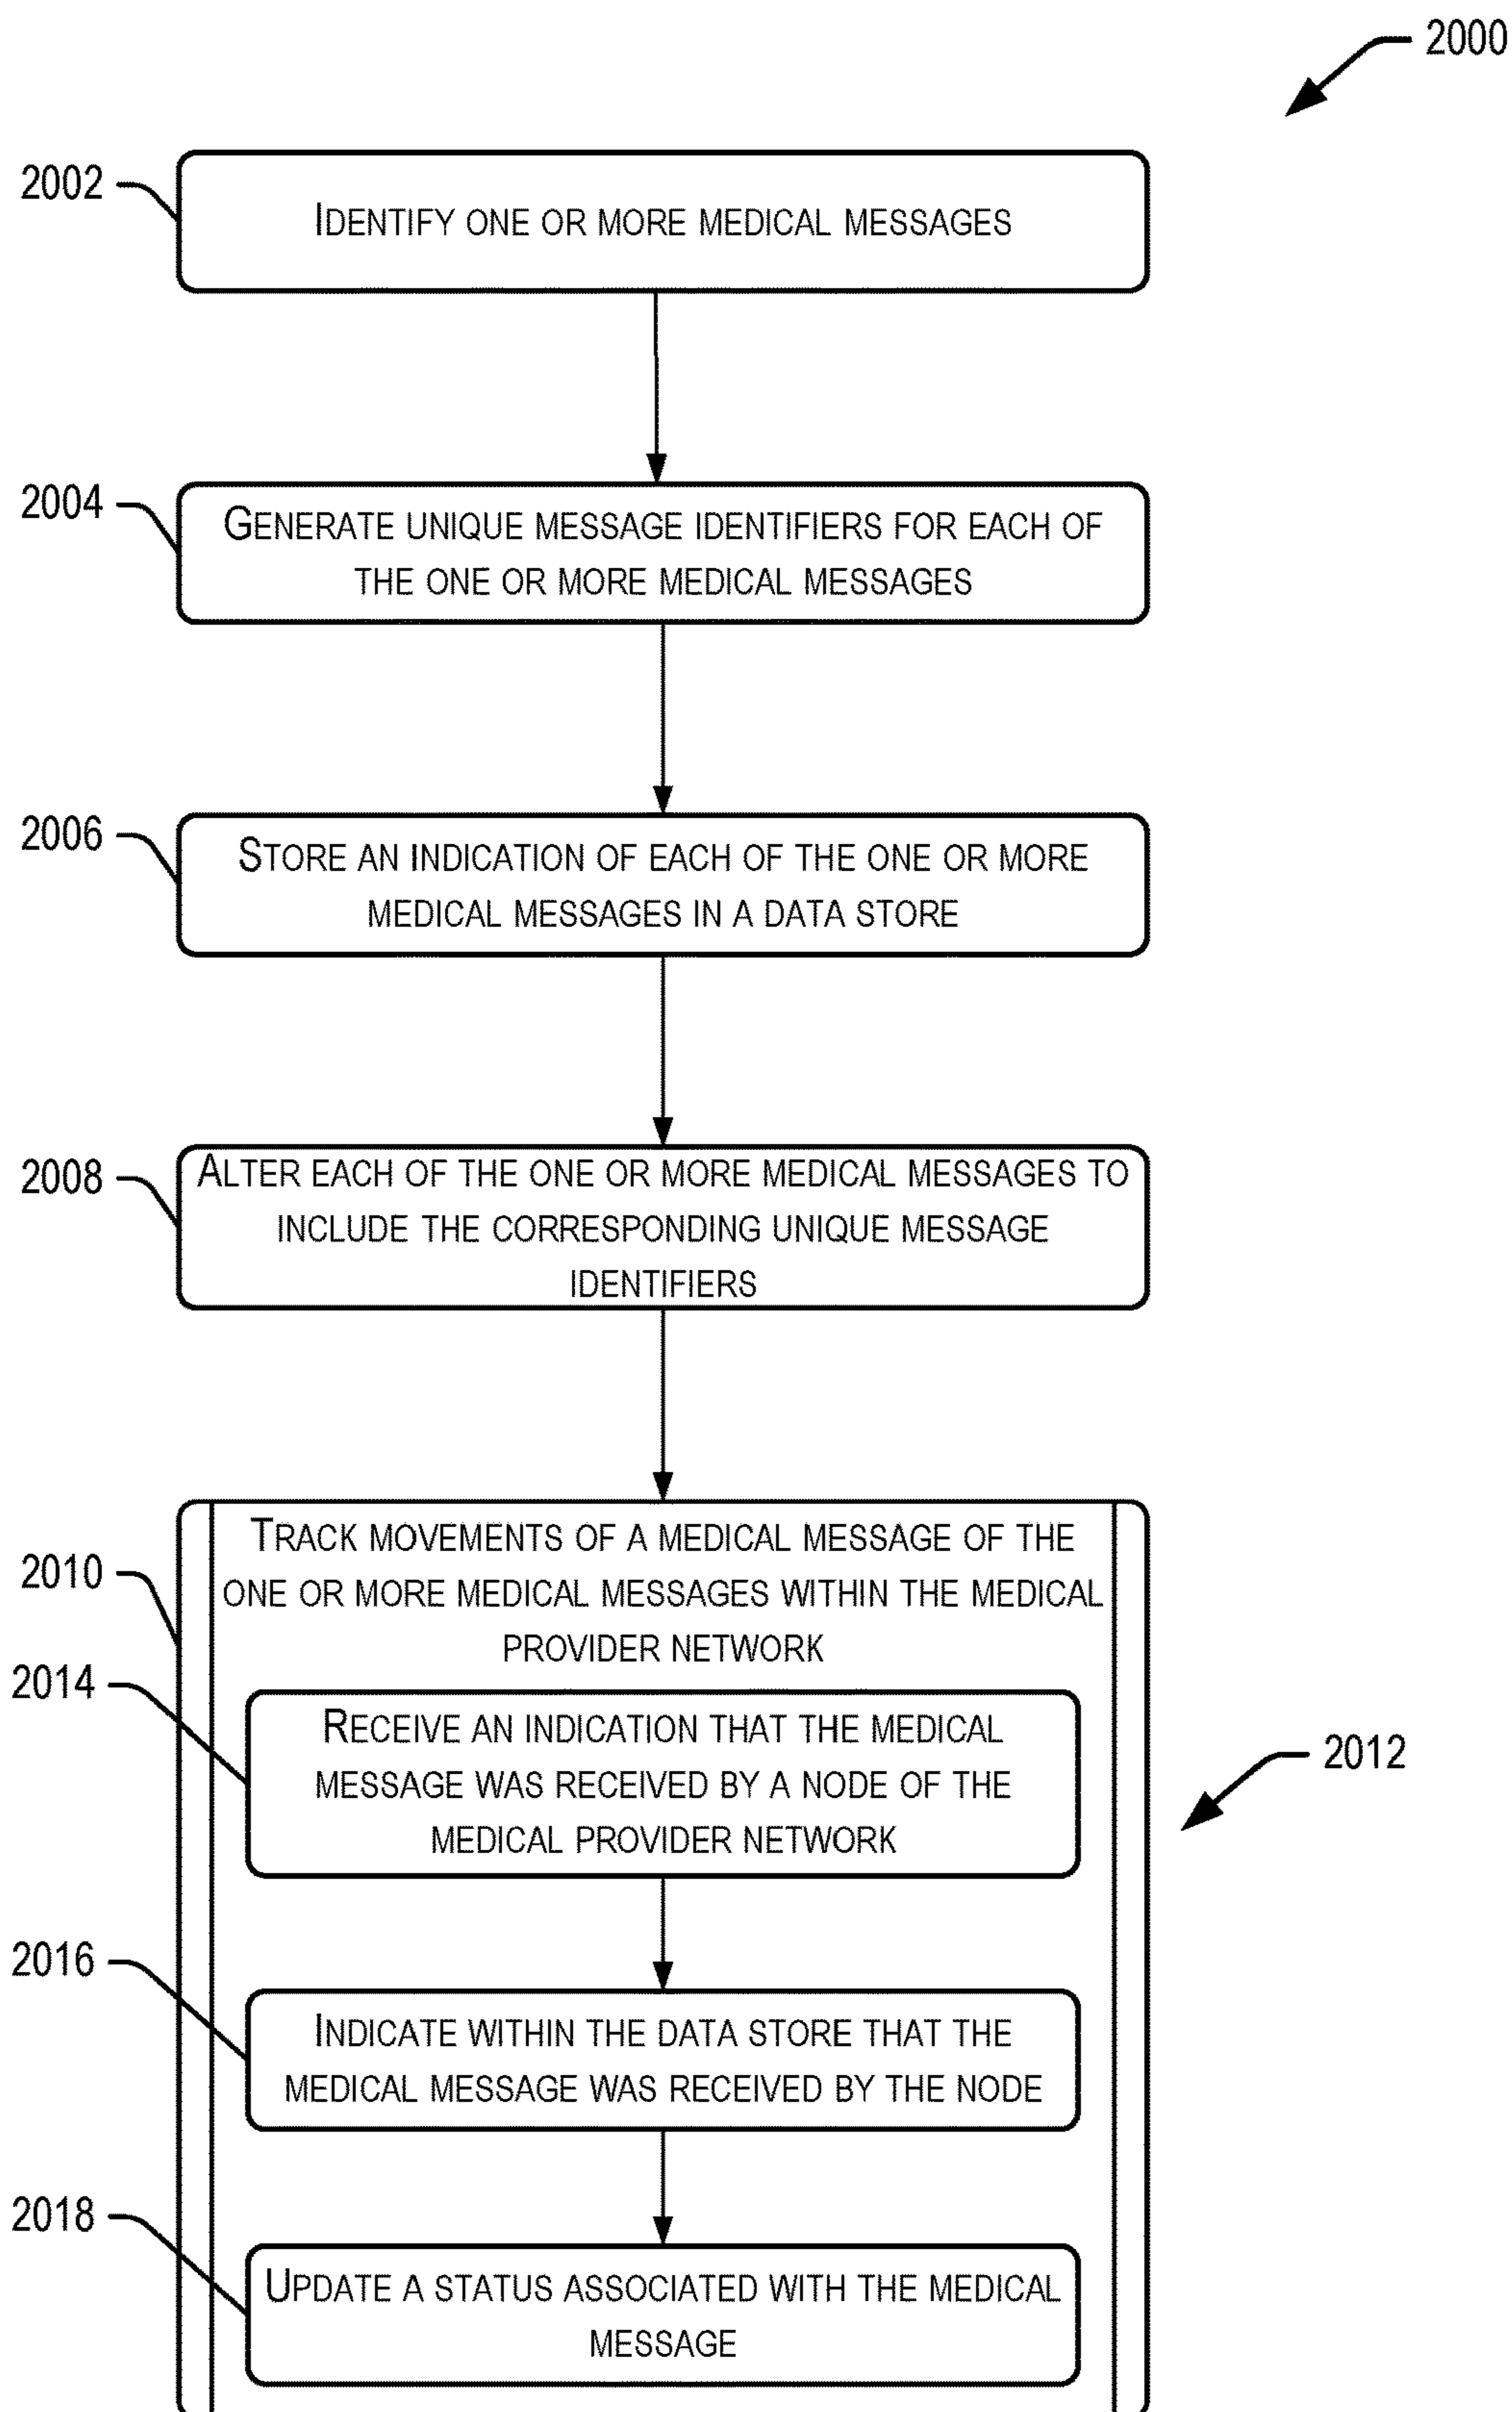 2000
2002
IDENTIFY ONE OR MORE MEDICAL MESSAGES
2004
GENERATE UNIQUE MESSAGE IDENTIFIERS FOR EACH OF
THE ONE OR MORE MEDICAL MESSAGES
2006
STORE AN INDICATION OF EACH OF THE ONE OR MORE
MEDICAL MESSAGES IN A DATA STORE
2008
ALTER EACH OF THE ONE OR MORE MEDICAL MESSAGES TO
INCLUDE THE CORRESPONDING UNIQUE MESSAGE
IDENTIFIERS
2010
TRACK MOVEMENTS OF A MEDICAL MESSAGE OF THE
ONE OR MORE MEDICAL MESSAGES WITHIN THE MEDICAL
PROVIDER NETWORK
2012
2014
RECEIVE AN INDICATION THAT THE MEDICAL
MESSAGE WAS RECEIVED BY A NODE OF THE
MEDICAL PROVIDER NETWORK
2016
INDICATE WITHIN THE DATA STORE THAT THE
MEDICAL MESSAGE WAS RECEIVED BY THE NODE
2018
UPDATE A STATUS ASSOCIATED WITH THE MEDICAL
MESSAGE